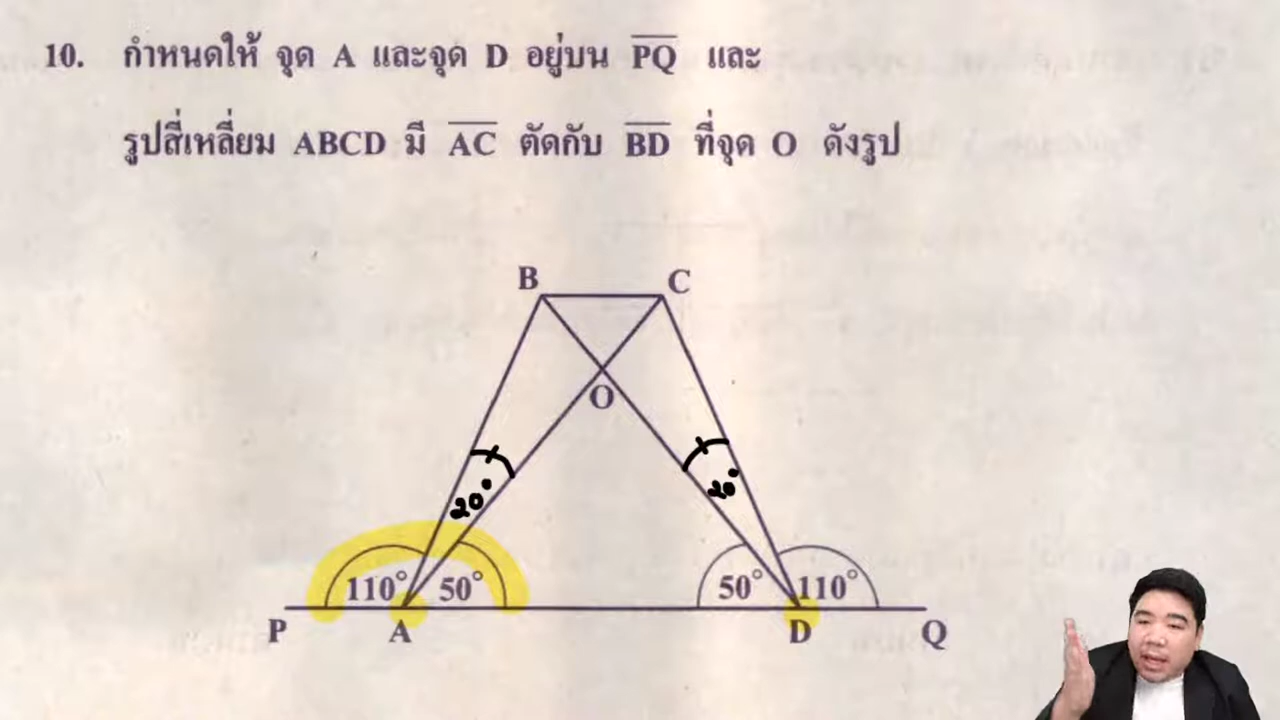 10. กำหนดให้ จุด A และจุด D อยู่บน PQ และ
รูปสี่เหลี่ยม ABCD มี AC ตัดกับ BD ที่จุด O ดังรูป
B C
O
20° 20°
110° 50° 50° 110°
P A D Q